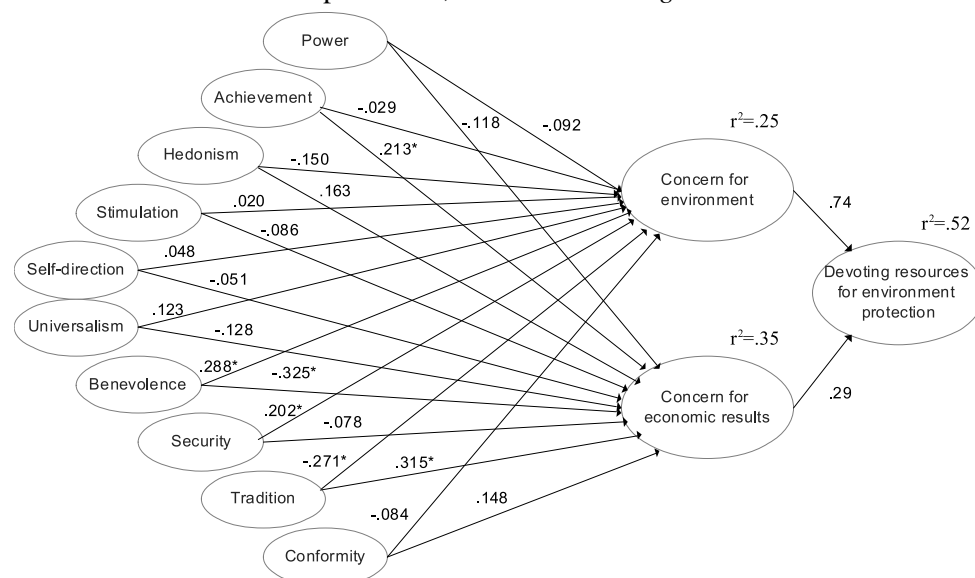 Power
Achievement
-.029
-.118
-.092
r²=.25
Hedonism
-.150
.213*
Concern for
environment
Stimulation
.020
.163
.74
-.086
r²=.52
Self-direction
.048
-.051
Devoting resources
for environment
protection
Universalism
.123
-.128
r²=.35
Benevolence
.288*
-.325*
Concern for
economic results
.29
Security
.202*
-.078
Tradition
-.271*
.315*
-.084
.148
Conformity